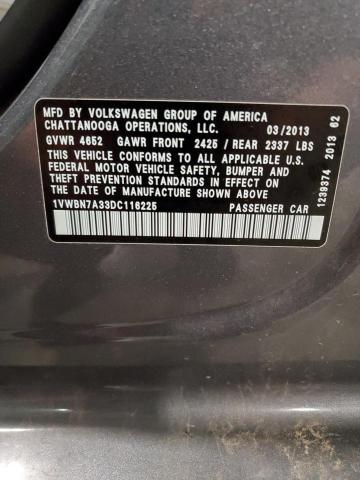 MFD BY VOLKSWAGEN GROUP OF AMERICA
CHATTANOOGA OPERATIONS, LLC. 03/2013
GVWR 4652 GAWR FRONT 2425 / REAR 2337 LBS
THIS VEHICLE CONFORMS TO ALL APPLICABLE
FEDERAL MOTOR VEHICLE SAFETY, BUMPER AND
THEFT PREVENTION STANDARDS IN EFFECT ON
THE DATE OF MANUFACTURE SHOWN ABOVE
1VWBN7A33DC116225 PASSENGER CAR
1239374 2013 62